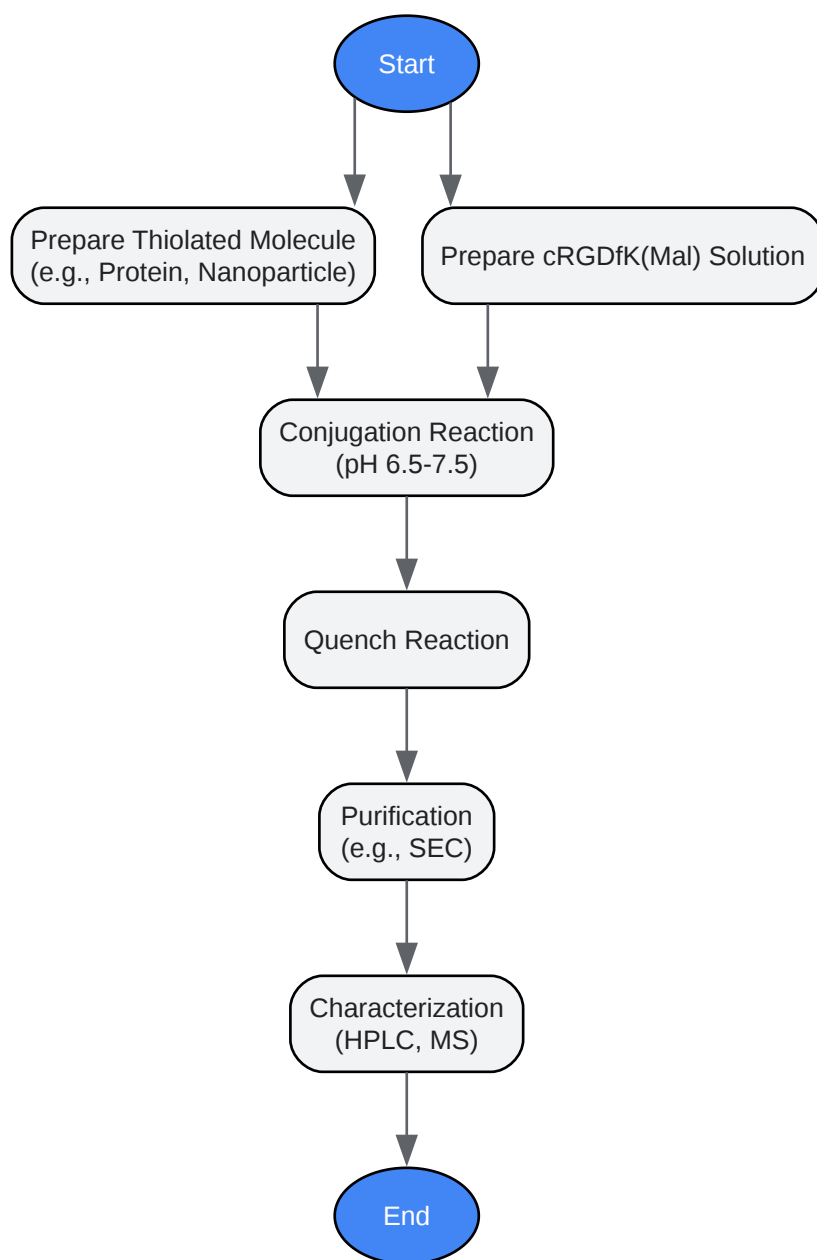 Start
Prepare Thiolated Molecule
(e.g., Protein, Nanoparticle)
Prepare cRGDfK(Mal) Solution
Conjugation Reaction
(pH 6.5-7.5)
Quench Reaction
Purification
(e.g., SEC)
Characterization
(HPLC, MS)
End